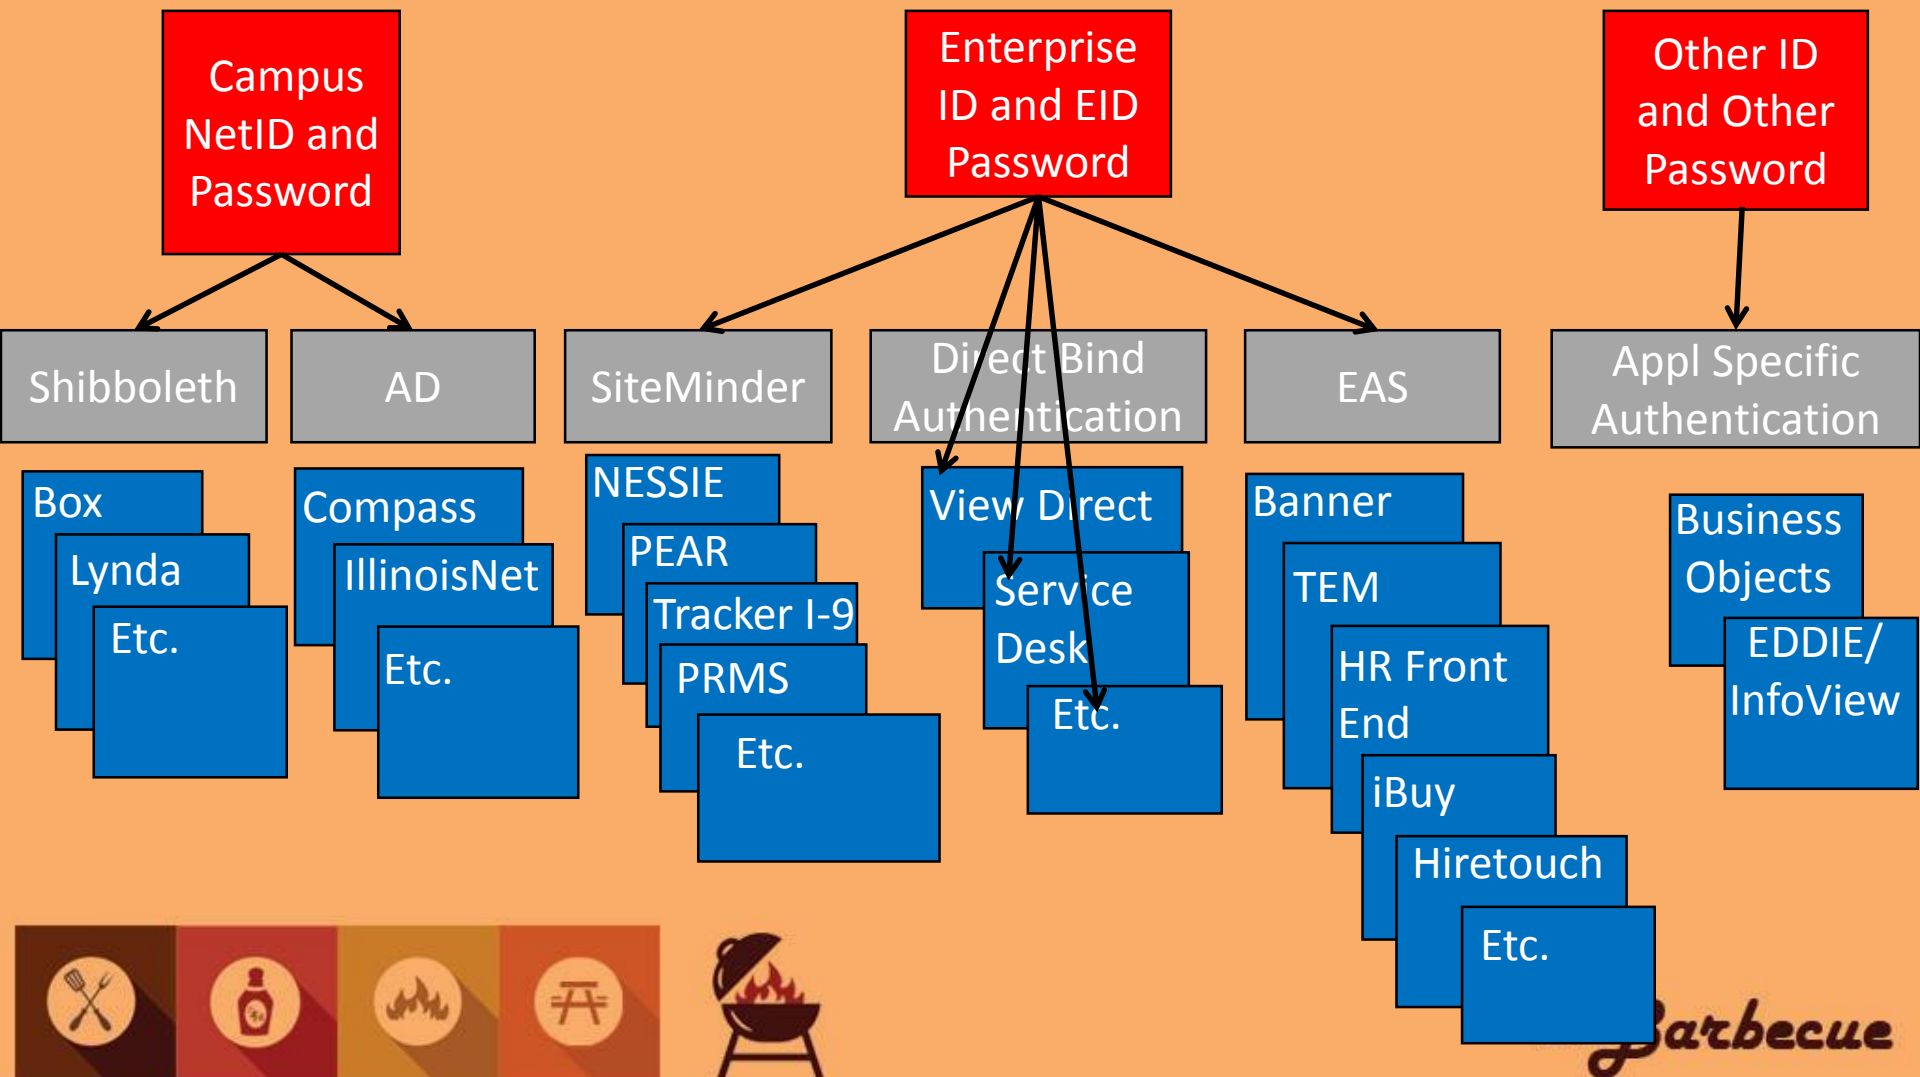 Campus
NetID and
Password
Enterprise
ID and EID
Password
Other ID
and Other
Password
Shibboleth
AD
SiteMinder
Direct Bind
Authentication
EAS
Appl Specific
Authentication
Box
Lynda
Etc.
Compass
IllinoisNet
Etc.
NESSIE
PEAR
Tracker I-9
PRMS
Etc.
View Direct
Service
Desk
Etc.
Banner
TEM
HR Front
End
iBuy
Hiretouch
Etc.
Business
Objects
EDDIE/
InfoView
Barbecue